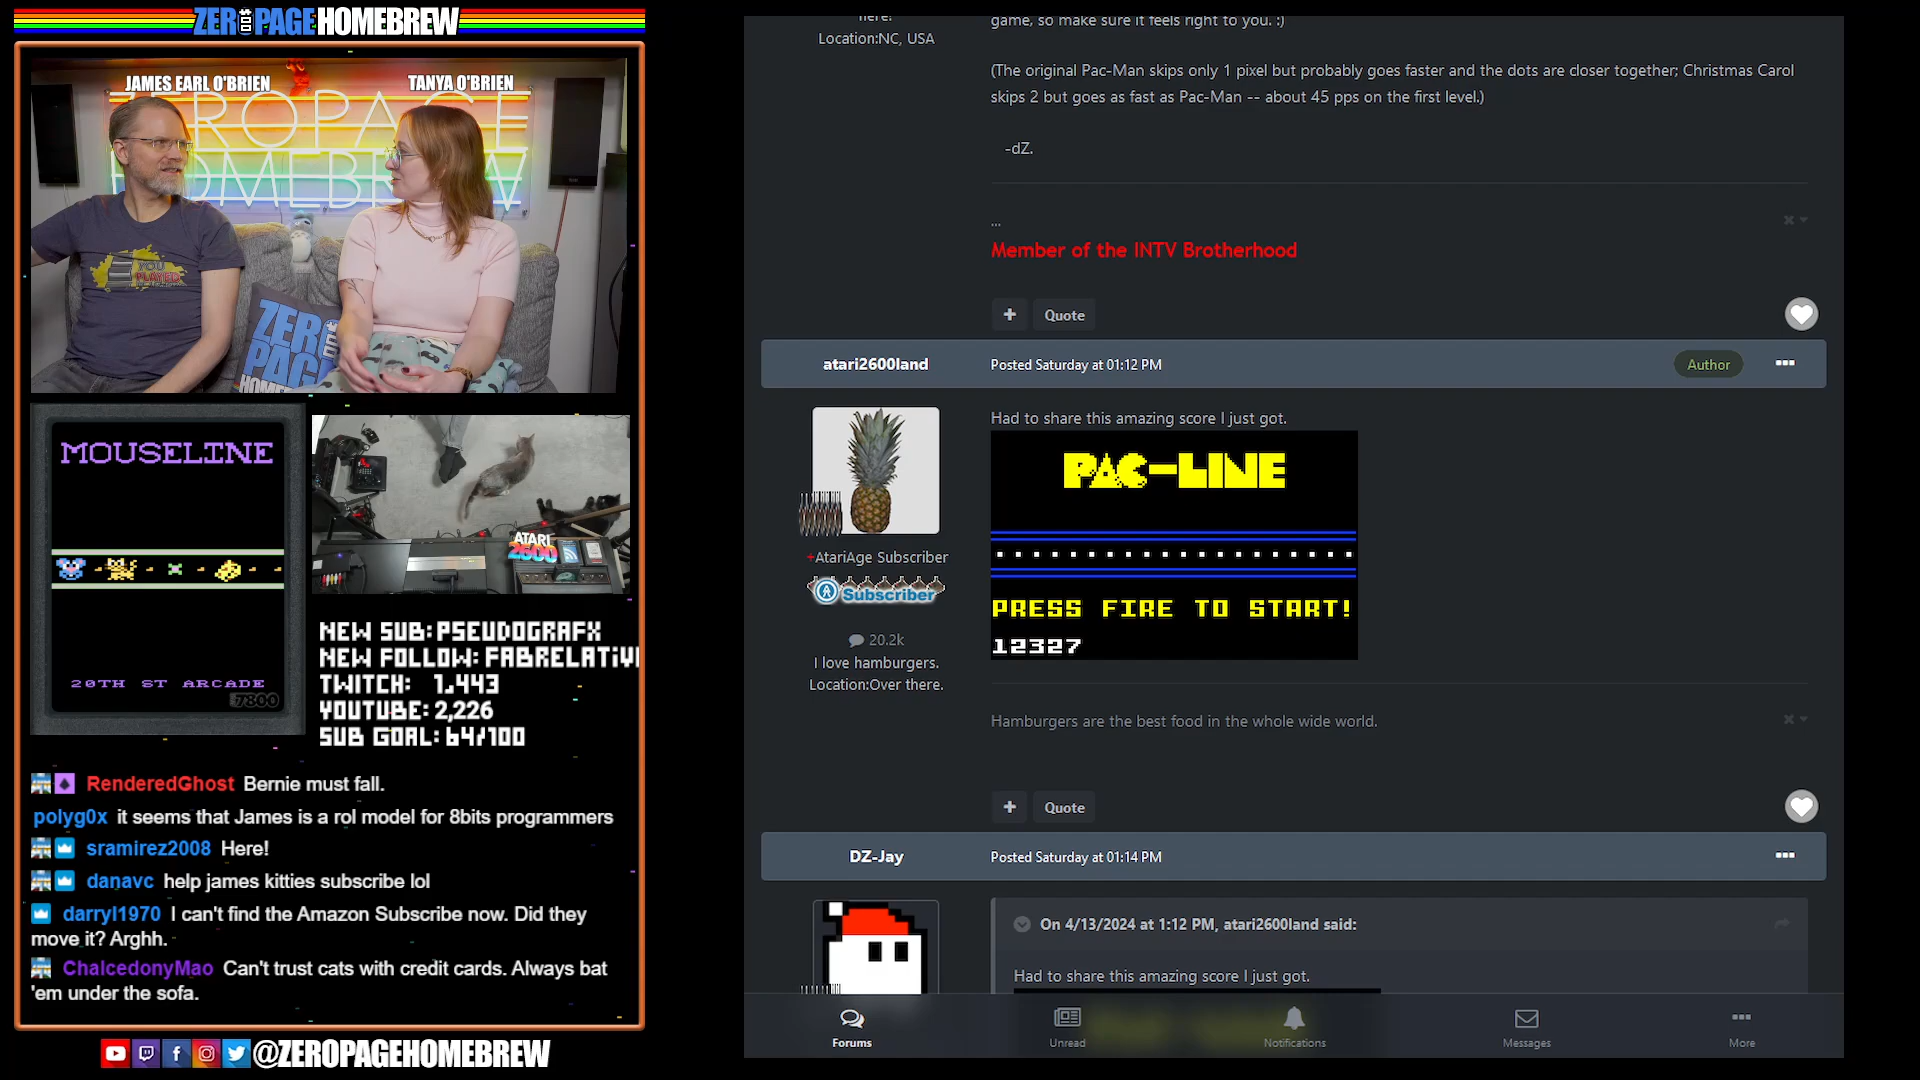 ZEROPAGEHOMEBREW
JAMES EARL O'BRIEN
TANYA O'BRIEN
ZEROPAGE
HOMEBREW
YOU
PLAYED
ZERO
PAGE
HOMEBREW
MOUSELINE
20TH ST ARCADE
7800
ATARI
2600
NEW SUB: PSEUDOGRAFX
NEW FOLLOW: FABRELATIV
TWITCH: 1,443
YOUTUBE: 2,226
SUB GOAL: 64/100
RenderedGhost Bernie must fall.
polyg0x it seems that James is a rol model for 8bits programmers
sramirez2008 Here!
danavc help james kitties subscribe lol
darryl1970 I can't find the Amazon Subscribe now. Did they
move it? Arghh.
ChalcedonyMao Can't trust cats with credit cards. Always bat
'em under the sofa.
@ZEROPAGEHOMEBREW
here!
Location:NC, USA
game, so make sure it feels right to you. :)
(The original Pac-Man skips only 1 pixel but probably goes faster and the dots are closer together; Christmas Carol
skips 2 but goes as fast as Pac-Man -- about 45 pps on the first level.)
-dZ.
...
Member of the INTV Brotherhood
+ Quote
atari2600land Posted Saturday at 01:12 PM Author
Had to share this amazing score I just got.
PAC-LINE
PRESS FIRE TO START!
12327
+AtariAge Subscriber
Subscriber
20.2k
I love hamburgers.
Location:Over there.
Hamburgers are the best food in the whole wide world.
+ Quote
DZ-Jay Posted Saturday at 01:14 PM
On 4/13/2024 at 1:12 PM, atari2600land said:
Had to share this amazing score I just got.
Forums Unread Notifications Messages More